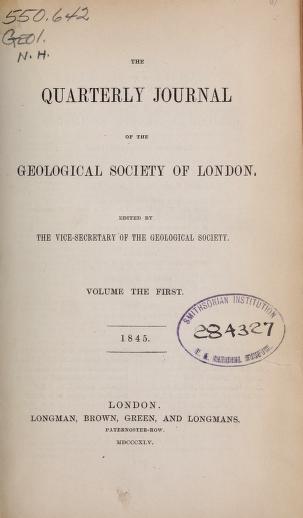 550.642
GEOL.
N.H.
THE
QUARTERLY JOURNAL
OF THE
GEOLOGICAL SOCIETY OF LONDON.
EDITED BY
THE VICE-SECRETARY OF THE GEOLOGICAL SOCIETY.
VOLUME THE FIRST.
1845.
SMITHSONIAN INSTITUTION
284327
NATIONAL MUSEUM
LONDON.
LONGMAN, BROWN, GREEN, AND LONGMANS.
PATERNOSTER-ROW.
MDCCCXLV.